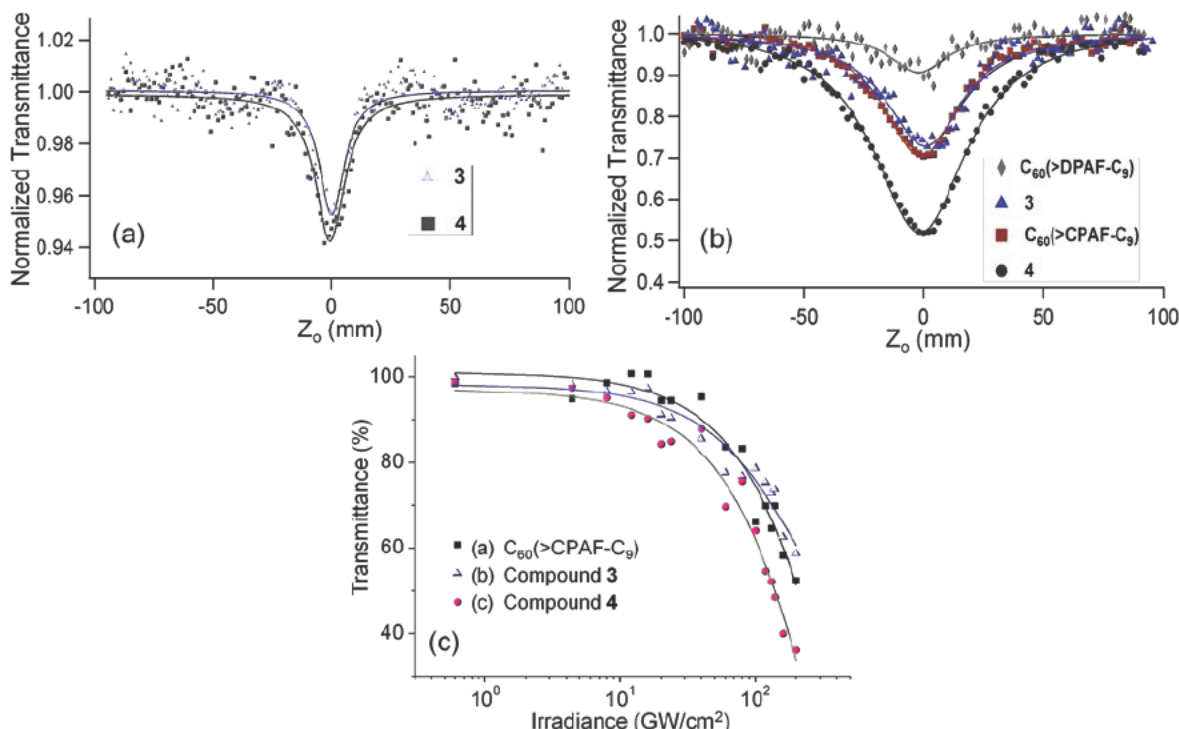 Normalized Transmittance
1.02
1.00
0.98
0.96
0.94
(a)
3
4
-100
-50
0
50
100
Zo (mm)
Normalized Transmittance
1.0
0.9
0.8
0.7
0.6
0.5
0.4
(b)
C60(>DPAF-C9)
3
C60(>CPAF-C9)
4
-100
-50
0
50
100
Zo (mm)
Transmittance (%)
100
80
60
40
(a) C60(>CPAF-C9)
(b) Compound 3
(c) Compound 4
(c)
10^0
10^1
10^2
Irradiance (GW/cm²)